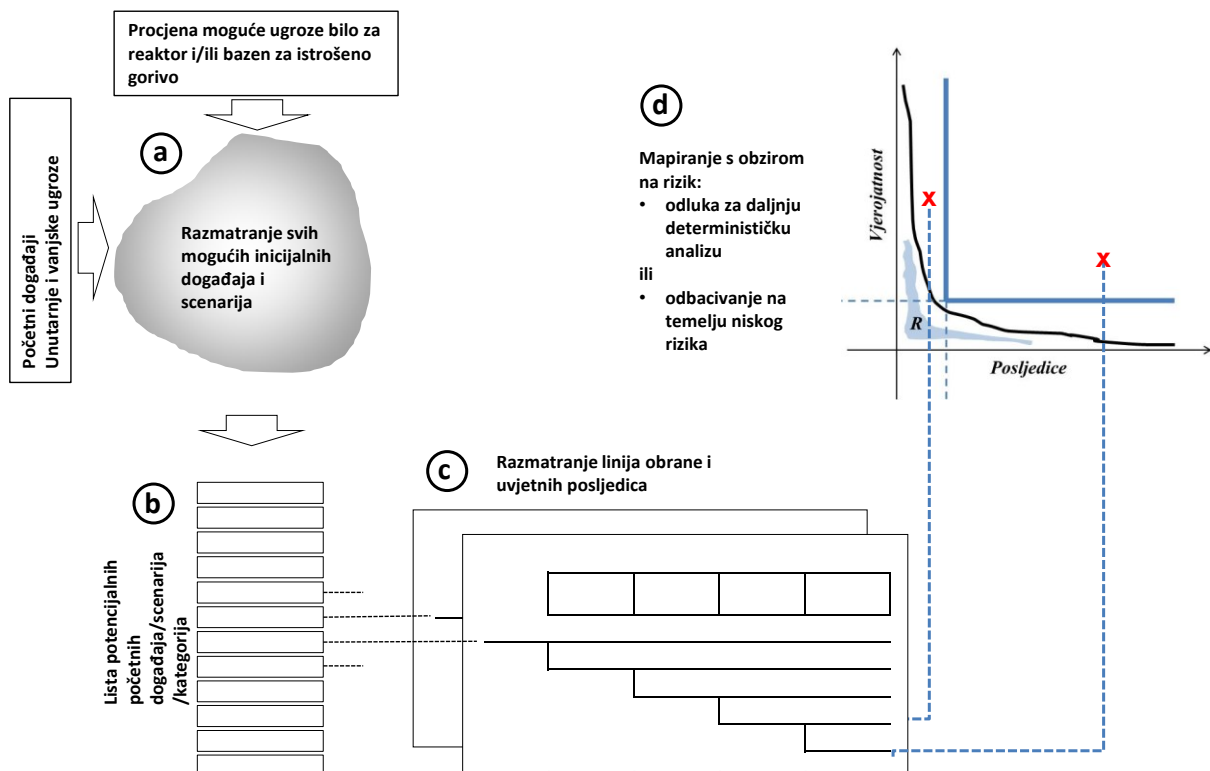 Procjena moguće ugroze bilo za
reaktor i/ili bazen za istrošeno
gorivo
Početni događaji
Unutarnje i vanjske ugroze
a
Razmatranje svih
mogućih inicijalnih
događaja i
scenarija
b
Lista potencijalnih
početnih
događaja/scenarija
/kategorija
c
Razmatranje linija obrane i
uvjetnih posljedica
d
Mapiranje s obzirom
na rizik:
• odluka za daljnju
determinističku
analizu
ili
• odbacivanje na
temelju niskog
rizika
Vjerojatnost
x
x
R
Posljedice